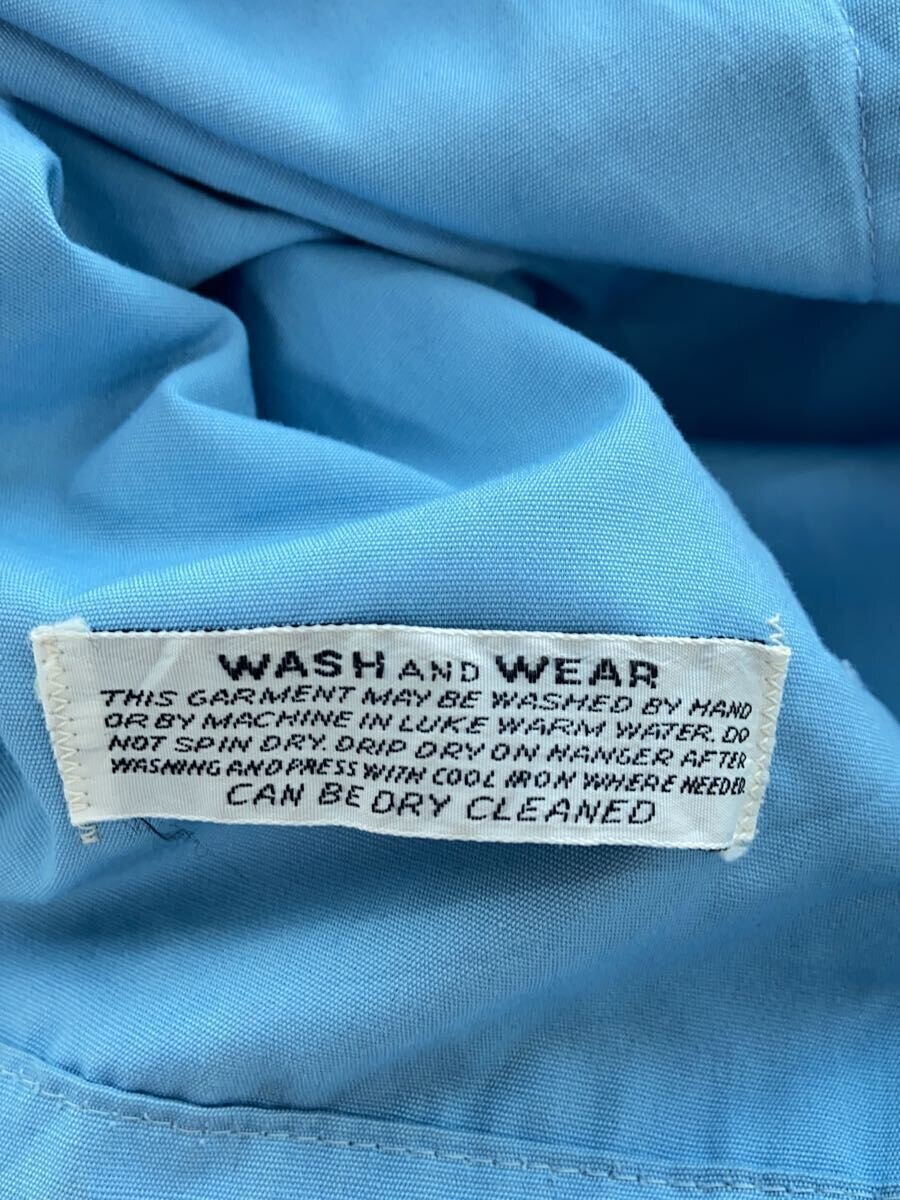 WASH AND WEAR
THIS GARMENT MAY BE WASHED BY HAND
OR BY MACHINE IN LUKE WARM WATER. DO
NOT SPIN DRY. DRIP DRY ON HANGER AFTER
WASHING AND PRESS WITH COOL IRON WHERE NEEDED.
CAN BE DRY CLEANED